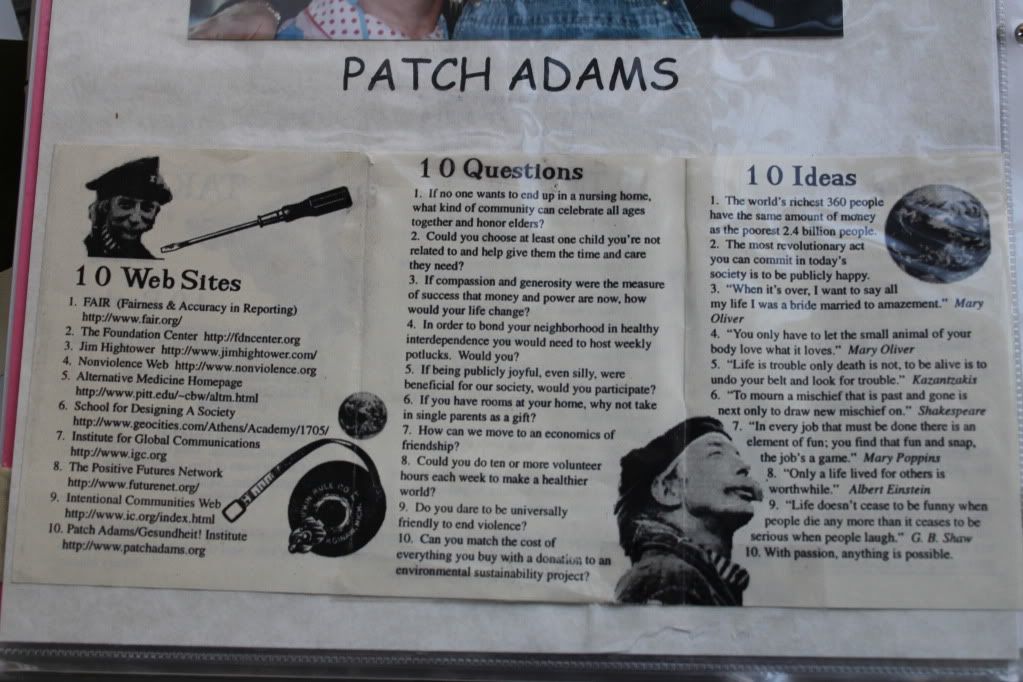 PATCH ADAMS
10 Web Sites
1. FAIR (Fairness & Accuracy in Reporting)
http://www.fair.org/
2. The Foundation Center http://fdncenter.org
3. Jim Hightower http://www.jimhightower.com/
4. Nonviolence Web http://www.nonviolence.org
5. Alternative Medicine Homepage
http://www.pitt.edu/~cbw/altm.html
6. School for Designing A Society
http://www.geocities.com/Athens/Academy/1705/
7. Institute for Global Communications
http://www.igc.org
8. The Positive Futures Network
http://www.futurenet.org/
9. Intentional Communities Web
http://www.ic.org/index.html
10. Patch Adams/Gesundheit! Institute
http://www.patchadams.org
RULE CO
10 Questions
1. If no one wants to end up in a nursing home,
what kind of community can celebrate all ages
together and honor elders?
2. Could you choose at least one child you're not
related to and help give them the time and care
they need?
3. If compassion and generosity were the measure
of success that money and power are now, how
would your life change?
4. In order to bond your neighborhood in healthy
interdependence you would need to host weekly
potlucks. Would you?
5. If being publicly joyful, even silly, were
beneficial for our society, would you participate?
6. If you have rooms at your home, why not take
in single parents as a gift?
7. How can we move to an economics of
friendship?
8. Could you do ten or more volunteer
hours each week to make a healthier
world?
9. Do you dare to be universally
friendly to end violence?
10. Can you match the cost of
everything you buy with a donation to an
environmental sustainability project?
10 Ideas
1. The world's richest 360 people
have the same amount of money
as the poorest 2.4 billion people.
2. The most revolutionary act
you can commit in today's
society is to be publicly happy.
3. "When it's over, I want to say all
my life I was a bride married to amazement." Mary
Oliver
4. "You only have to let the small animal of your
body love what it loves." Mary Oliver
5. "Life is trouble only death is not, to be alive is to
undo your belt and look for trouble." Kazantzakis
6. "To mourn a mischief that is past and gone is
next only to draw new mischief on." Shakespeare
7. "In every job that must be done there is an
element of fun; you find that fun and snap,
the job's a game." Mary Poppins
8. "Only a life lived for others is
worthwhile." Albert Einstein
9. "Life doesn't cease to be funny when
people die any more than it ceases to be
serious when people laugh." G. B. Shaw
10. With passion, anything is possible.